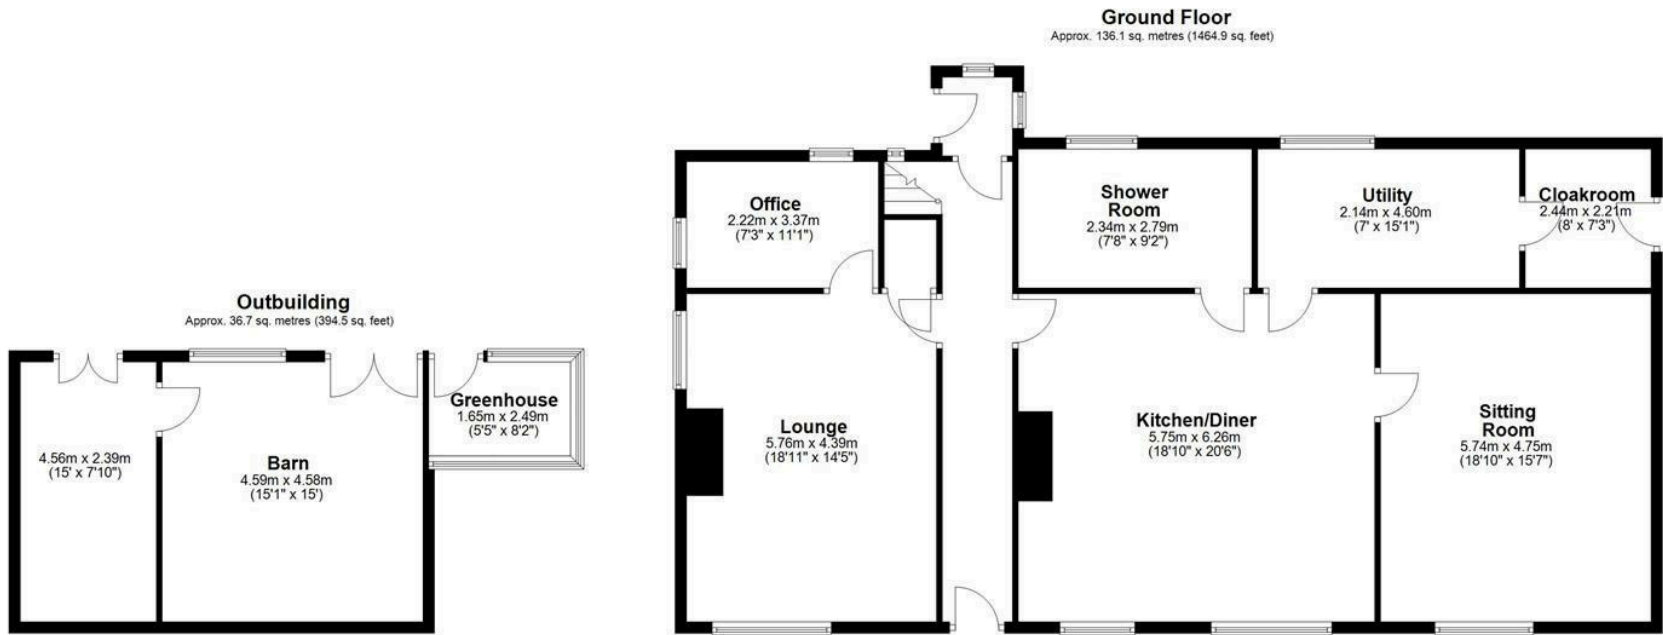 Ground Floor
Approx. 136.1 sq. metres (1464.9 sq. feet)
Office
2.22m x 3.37m
(7'3" x 11'1")
Shower
Room
2.34m x 2.79m
(7'8" x 9'2")
Utility
2.14m x 4.60m
(7' x 15'1")
Cloakroom
2.44m x 2.21m
(8' x 7'3")
Outbuilding
Approx. 36.7 sq. metres (394.5 sq. feet)
Greenhouse
1.65m x 2.49m
(5'5" x 8'2")
4.56m x 2.39m
(15' x 7'10")
Barn
4.59m x 4.58m
(15'1" x 15')
Lounge
5.76m x 4.39m
(18'11" x 14'5")
Kitchen/Diner
5.75m x 6.26m
(18'10" x 20'6")
Sitting
Room
5.74m x 4.75m
(18'10" x 15'7")